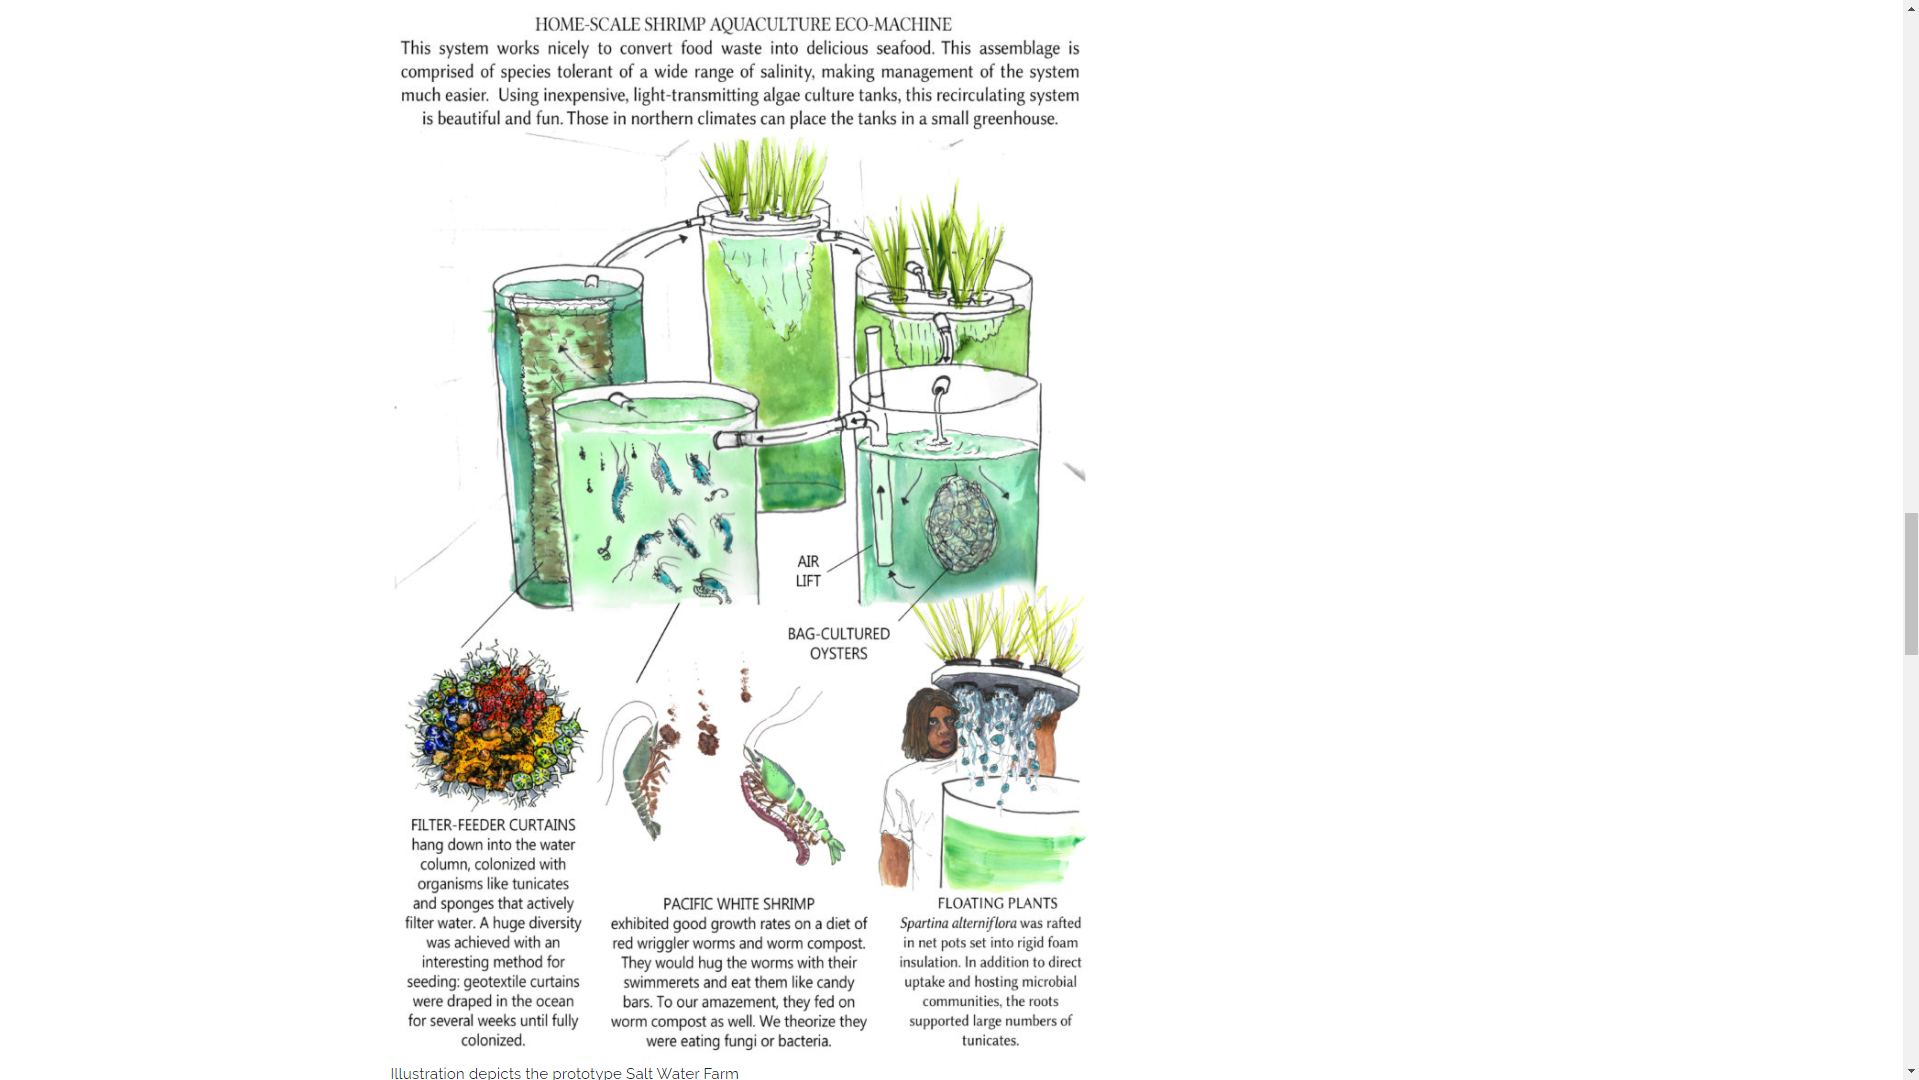 HOME-SCALE SHRIMP AQUACULTURE ECO-MACHINE
This system works nicely to convert food waste into delicious seafood. This assemblage is
comprised of species tolerant of a wide range of salinity, making management of the system
much easier. Using inexpensive, light-transmitting algae culture tanks, this recirculating system
is beautiful and fun. Those in northern climates can place the tanks in a small greenhouse.
AIR
LIFT
BAG-CULTURED
OYSTERS
FILTER-FEEDER CURTAINS
hang down into the water
column, colonized with
organisms like tunicates
and sponges that actively
filter water. A huge diversity
was achieved with an
interesting method for
seeding: geotextile curtains
were draped in the ocean
for several weeks until fully
colonized.
PACIFIC WHITE SHRIMP
exhibited good growth rates on a diet of
red wriggler worms and worm compost.
They would hug the worms with their
swimmerets and eat them like candy
bars. To our amazement, they fed on
worm compost as well. We theorize they
were eating fungi or bacteria.
FLOATING PLANTS
Spartina alterniflora was rafted
in net pots set into rigid foam
insulation. In addition to direct
uptake and hosting microbial
communities, the roots
supported large numbers of
tunicates.
Illustration depicts the prototype Salt Water Farm